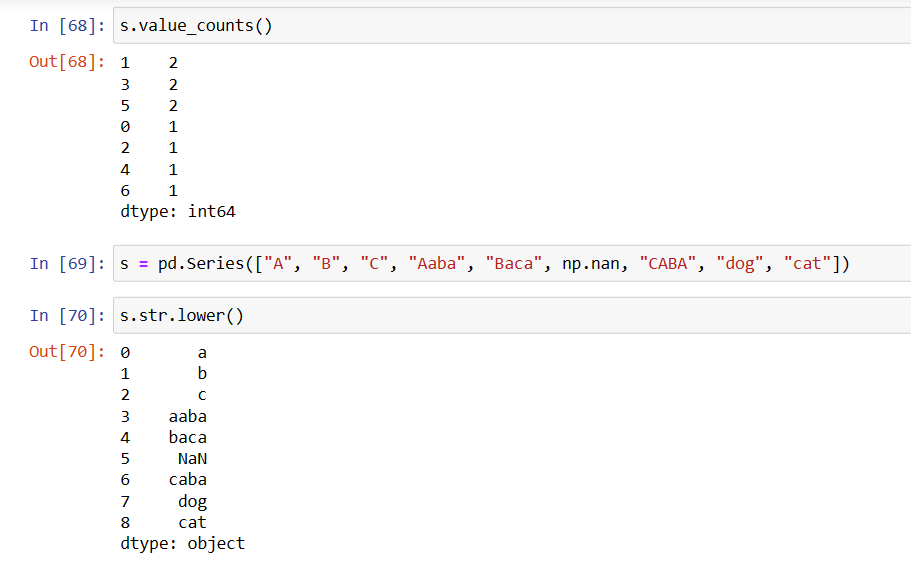 In [68]: s.value_counts()
Out[68]: 1    2
3    2
5    2
0    1
2    1
4    1
6    1
dtype: int64
In [69]: s = pd.Series(["A", "B", "C", "Aaba", "Baca", np.nan, "CABA", "dog", "cat"])
In [70]: s.str.lower()
Out[70]: 0       a
1       b
2       c
3    aaba
4    baca
5     NaN
6    caba
7     dog
8     cat
dtype: object